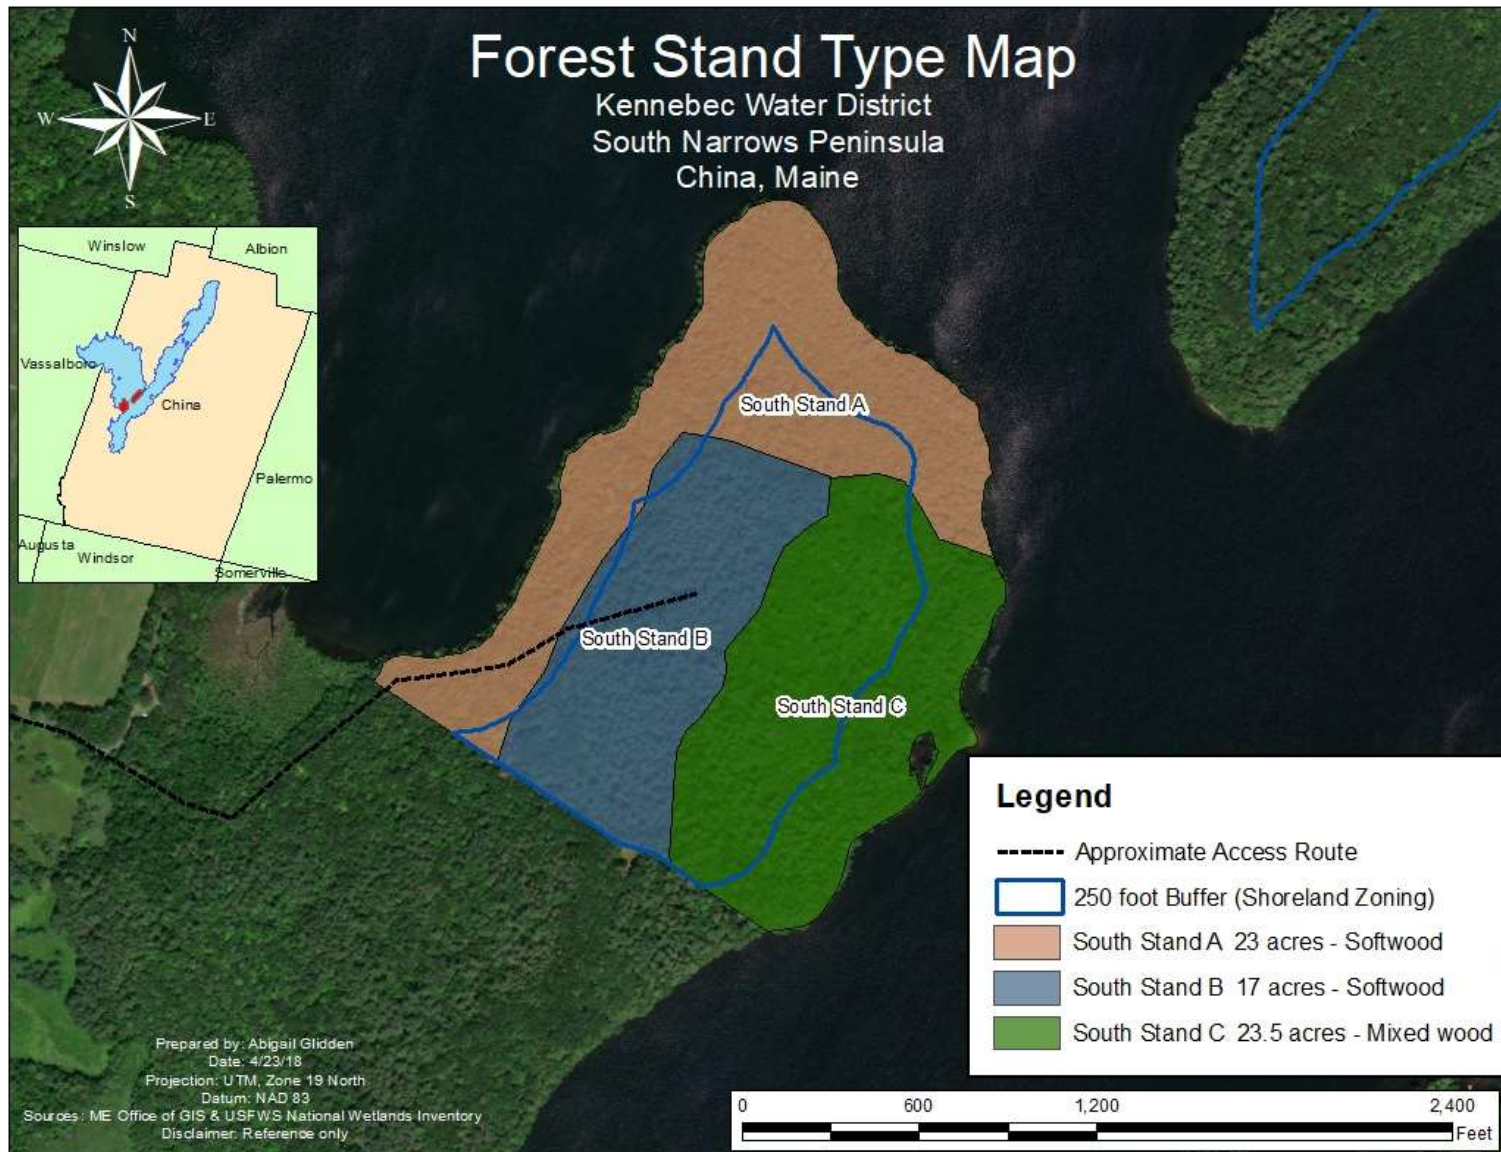 Forest Stand Type Map
Kennebec Water District
South Narrows Peninsula
China, Maine
N
W
E
S
Winslow
Albion
Vassalboro
China
Palermo
Augusta
Windsor
Somerville
South Stand A
South Stand B
South Stand C
Legend
Approximate Access Route
250 foot Buffer (Shoreland Zoning)
South Stand A 23 acres - Softwood
South Stand B 17 acres - Softwood
South Stand C 23.5 acres - Mixed wood
Prepared by: Abigail Glidden
Date: 4/23/18
Projection: UTM, Zone 19 North
Datum: NAD 83
Sources: ME Office of GIS & USFWS National Wetlands Inventory
Disclaimer: Reference only
0 600 1,200 2,400
Feet